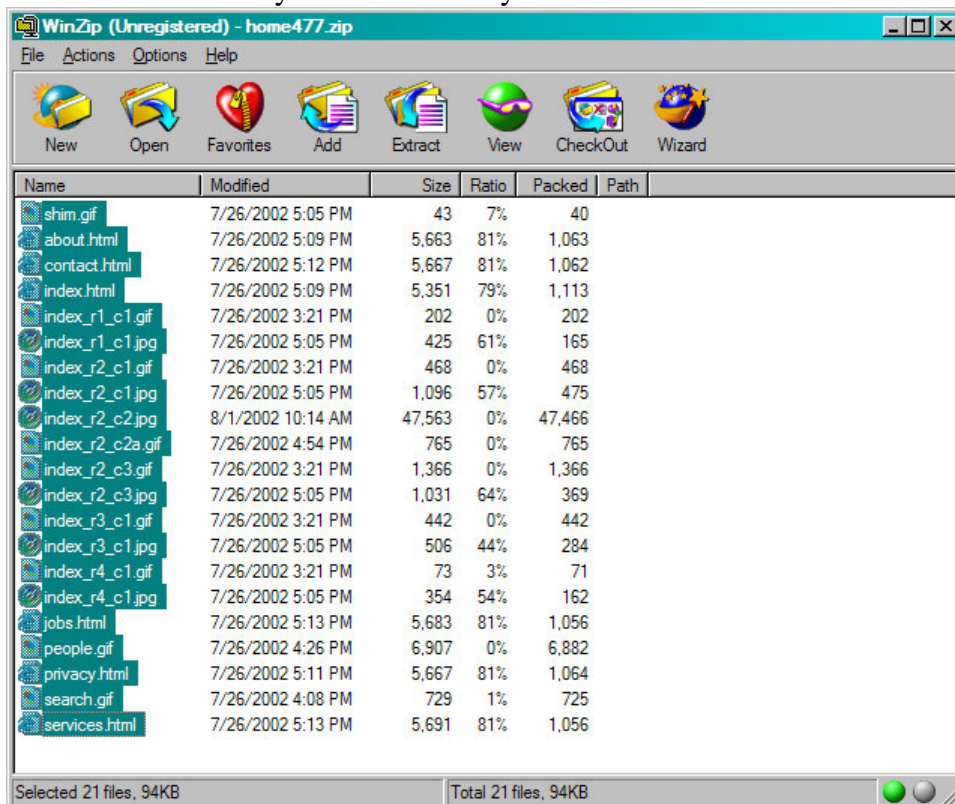 WinZip (Unregistered) - home477.zip
File Actions Options Help
New Open Favorites Add Extract View CheckOut Wizard
Name Modified Size Ratio Packed Path
shim.gif 7/26/2002 5:05 PM 43 7% 40
about.html 7/26/2002 5:09 PM 5,663 81% 1,063
contact.html 7/26/2002 5:12 PM 5,667 81% 1,062
index.html 7/26/2002 5:09 PM 5,351 79% 1,113
index_r1_c1.gif 7/26/2002 3:21 PM 202 0% 202
index_r1_c1.jpg 7/26/2002 5:05 PM 425 61% 165
index_r2_c1.gif 7/26/2002 3:21 PM 468 0% 468
index_r2_c1.jpg 7/26/2002 5:05 PM 1,096 57% 475
index_r2_c2.jpg 8/1/2002 10:14 AM 47,563 0% 47,466
index_r2_c2a.gif 7/26/2002 4:54 PM 765 0% 765
index_r2_c3.gif 7/26/2002 3:21 PM 1,366 0% 1,366
index_r2_c3.jpg 7/26/2002 5:05 PM 1,031 64% 369
index_r3_c1.gif 7/26/2002 3:21 PM 442 0% 442
index_r3_c1.jpg 7/26/2002 5:05 PM 506 44% 284
index_r4_c1.gif 7/26/2002 3:21 PM 73 3% 71
index_r4_c1.jpg 7/26/2002 5:05 PM 354 54% 162
jobs.html 7/26/2002 5:13 PM 5,683 81% 1,056
people.gif 7/26/2002 4:26 PM 6,907 0% 6,882
privacy.html 7/26/2002 5:11 PM 5,667 81% 1,064
search.gif 7/26/2002 4:08 PM 729 1% 725
services.html 7/26/2002 5:13 PM 5,691 81% 1,056
Selected 21 files, 94KB Total 21 files, 94KB